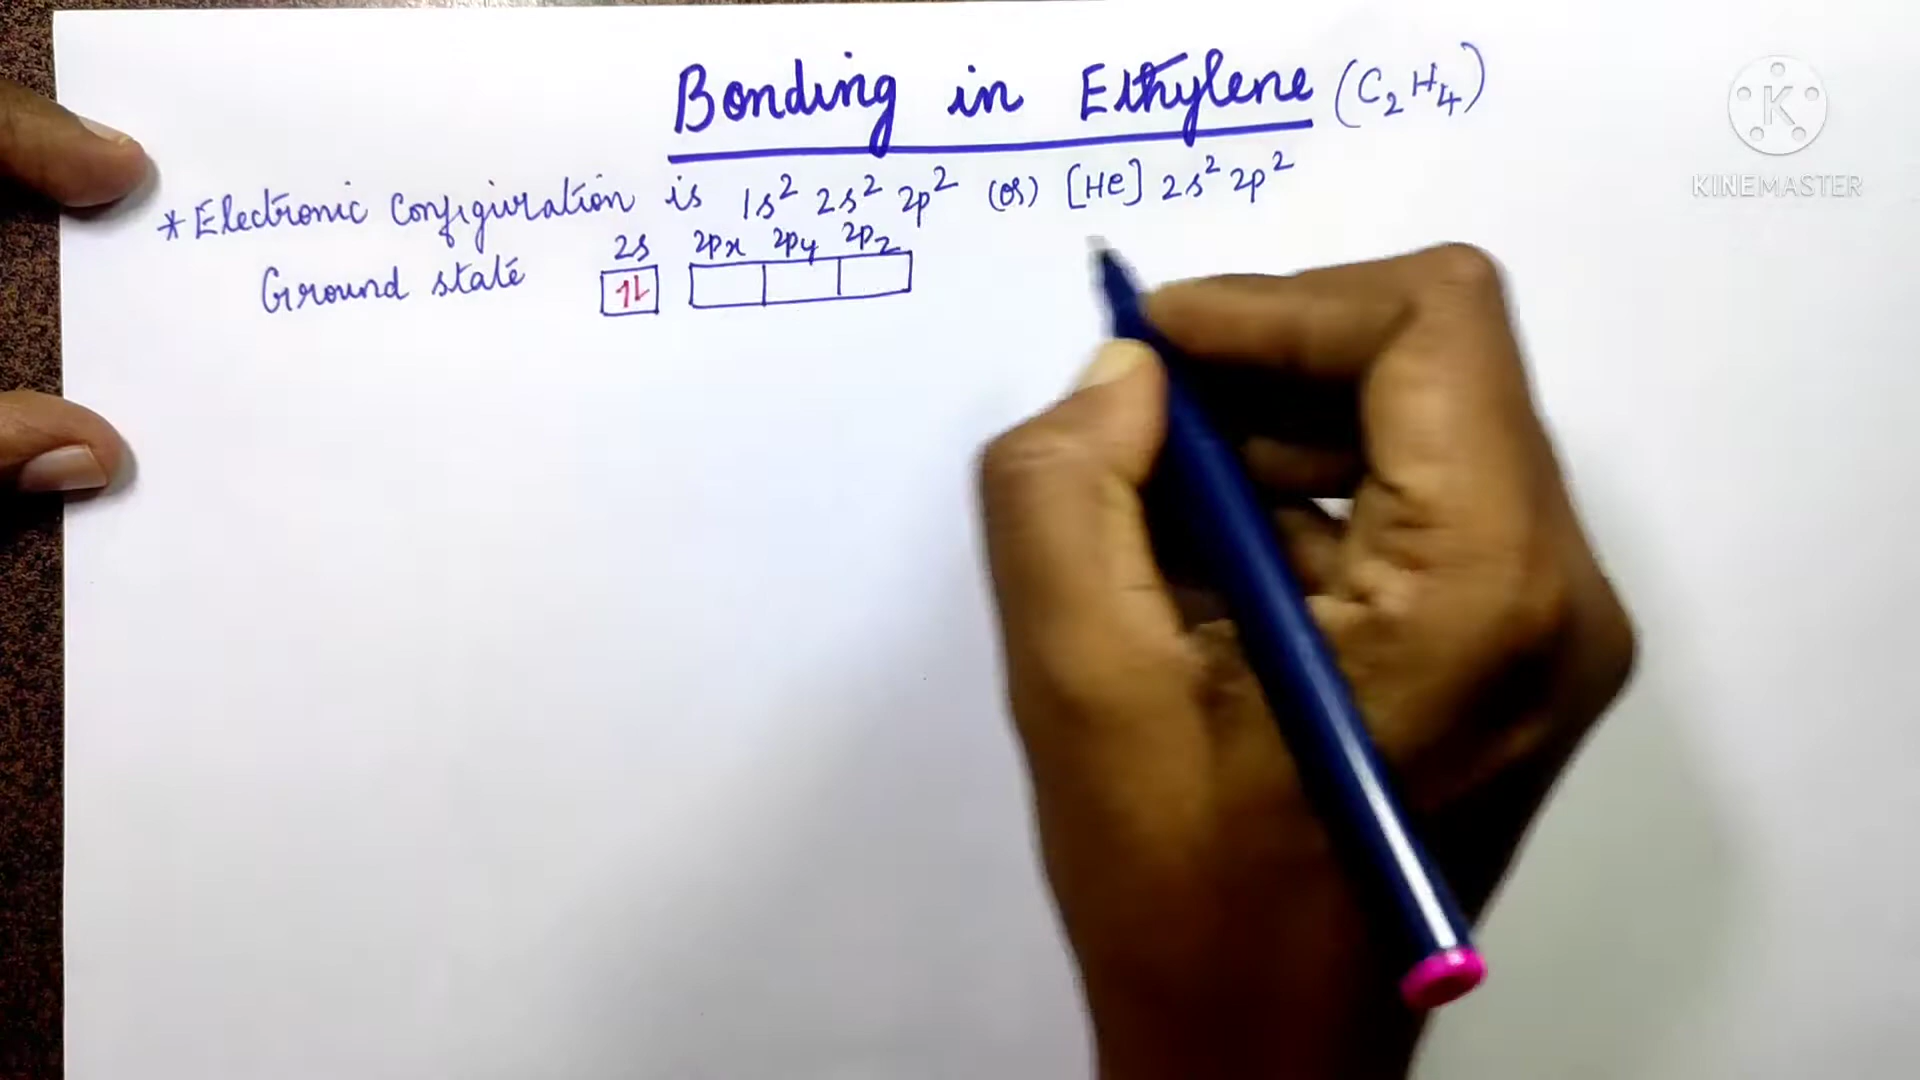 Bonding in Ethylene (C₂H₄)
K
KINEMASTER
* Electronic configuration is 1s² 2s² 2p² (or) [He] 2s² 2p²
2s 2px 2py 2pz
Ground state 1l